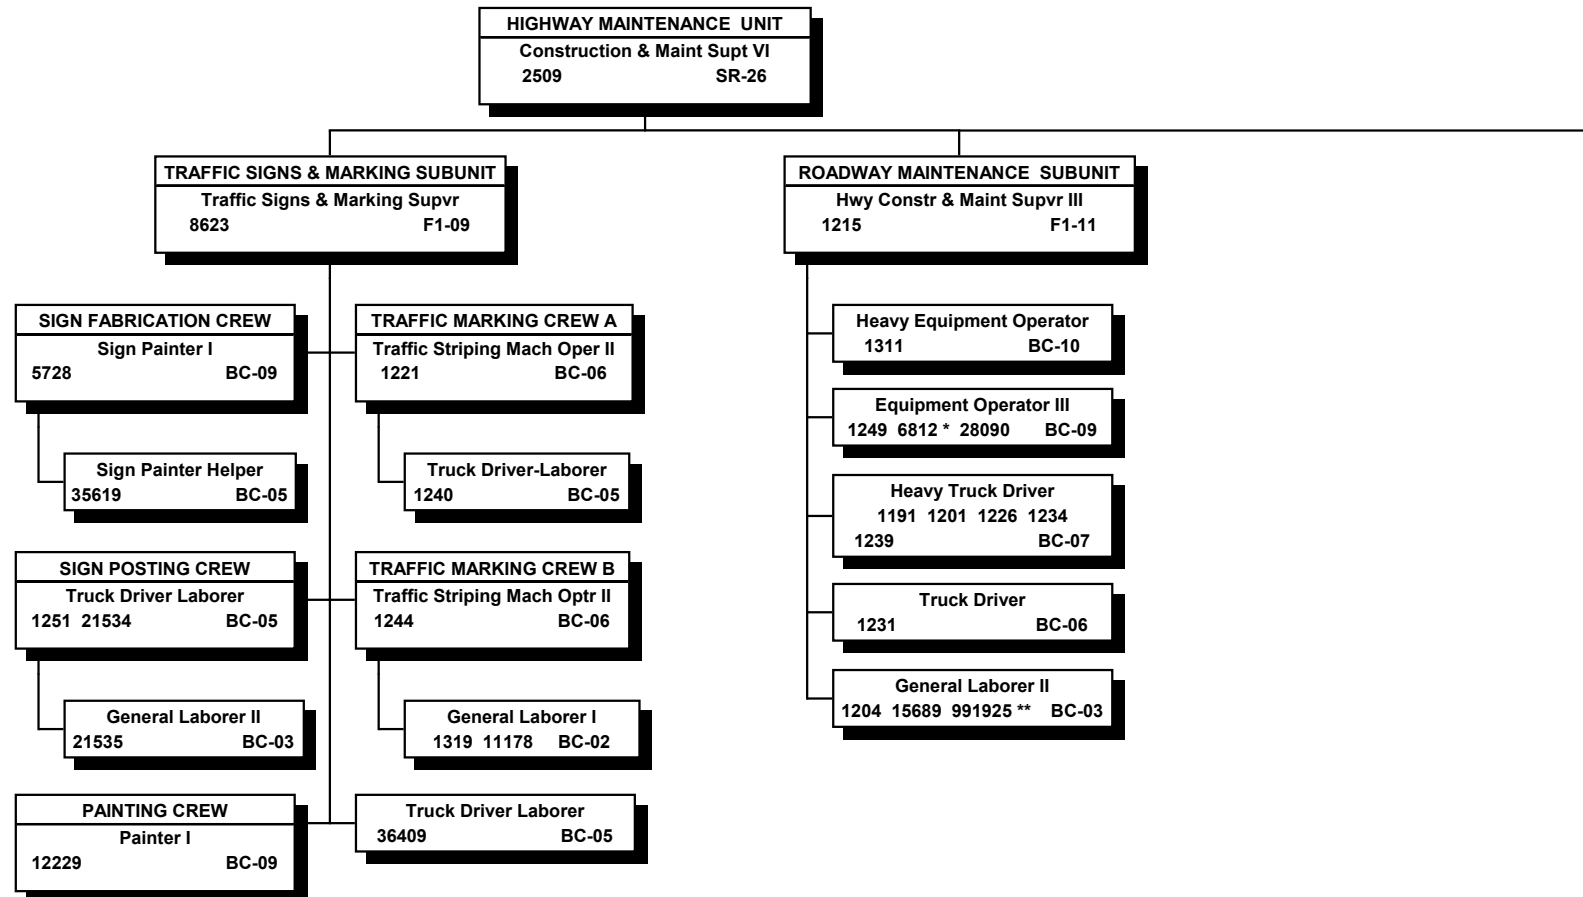 HIGHWAY MAINTENANCE UNIT
Construction & Maint Supt VI
2509 SR-26
TRAFFIC SIGNS & MARKING SUBUNIT
Traffic Signs & Marking Supvr
8623 F1-09
ROADWAY MAINTENANCE SUBUNIT
Hwy Constr & Maint Supvr III
1215 F1-11
SIGN FABRICATION CREW
Sign Painter I
5728 BC-09
Sign Painter Helper
35619 BC-05
SIGN POSTING CREW
Truck Driver Laborer
1251 21534 BC-05
General Laborer II
21535 BC-03
PAINTING CREW
Painter I
12229 BC-09
TRAFFIC MARKING CREW A
Traffic Striping Mach Oper II
1221 BC-06
Truck Driver-Laborer
1240 BC-05
TRAFFIC MARKING CREW B
Traffic Striping Mach Optr II
1244 BC-06
General Laborer I
1319 11178 BC-02
Truck Driver Laborer
36409 BC-05
Heavy Equipment Operator
1311 BC-10
Equipment Operator III
1249 6812 * 28090 BC-09
Heavy Truck Driver
1191 1201 1226 1234
1239 BC-07
Truck Driver
1231 BC-06
General Laborer II
1204 15689 991925 ** BC-03